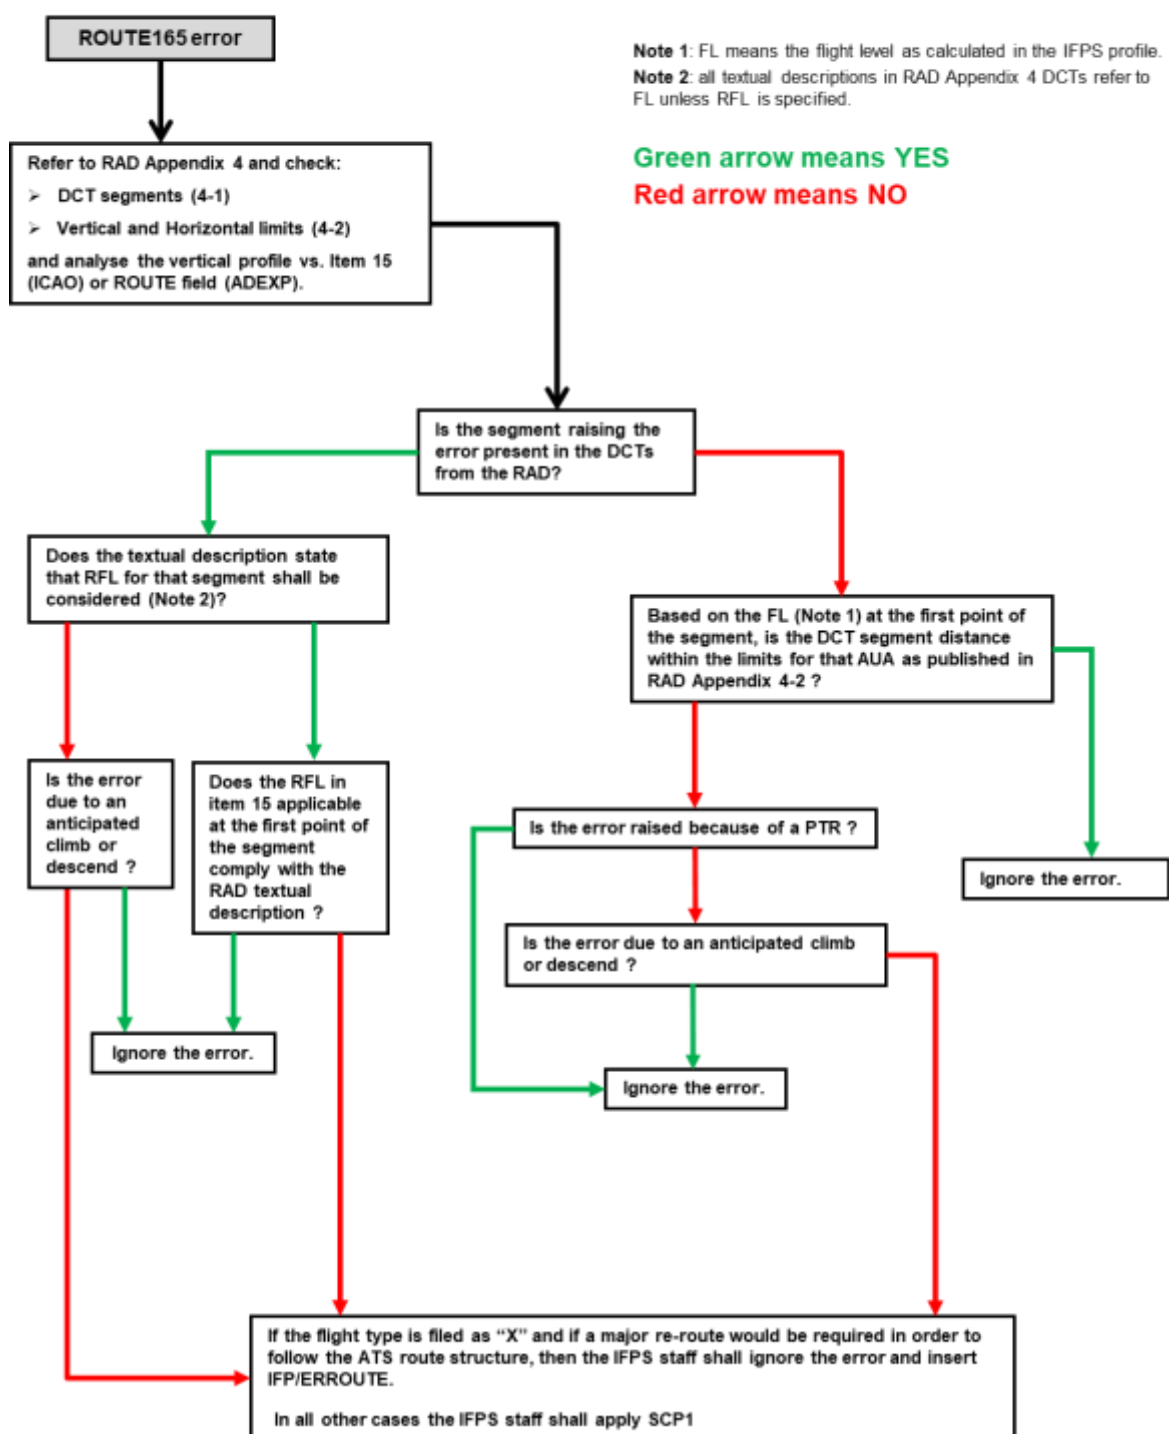 ROUTE165 error
Note 1: FL means the flight level as calculated in the IFPS profile.
Note 2: all textual descriptions in RAD Appendix 4 DCTs refer to
FL unless RFL is specified.
Green arrow means YES
Red arrow means NO
Refer to RAD Appendix 4 and check:
➢ DCT segments (4-1)
➢ Vertical and Horizontal limits (4-2)
and analyse the vertical profile vs. Item 15
(ICAO) or ROUTE field (ADEXP).
Is the segment raising the
error present in the DCTs
from the RAD?
Does the textual description state
that RFL for that segment shall be
considered (Note 2)?
Based on the FL (Note 1) at the first point of
the segment, is the DCT segment distance
within the limits for that AUA as published in
RAD Appendix 4-2 ?
Is the error
due to an
anticipated
climb or
descend ?
Does the RFL in
item 15 applicable
at the first point of
the segment
comply with the
RAD textual
description ?
Is the error raised because of a PTR ?
Ignore the error.
Is the error due to an anticipated climb
or descend ?
Ignore the error.
Ignore the error.
If the flight type is filed as “X” and if a major re-route would be required in order to
follow the ATS route structure, then the IFPS staff shall ignore the error and insert
IFP/ERROUTE.
In all other cases the IFPS staff shall apply SCP1